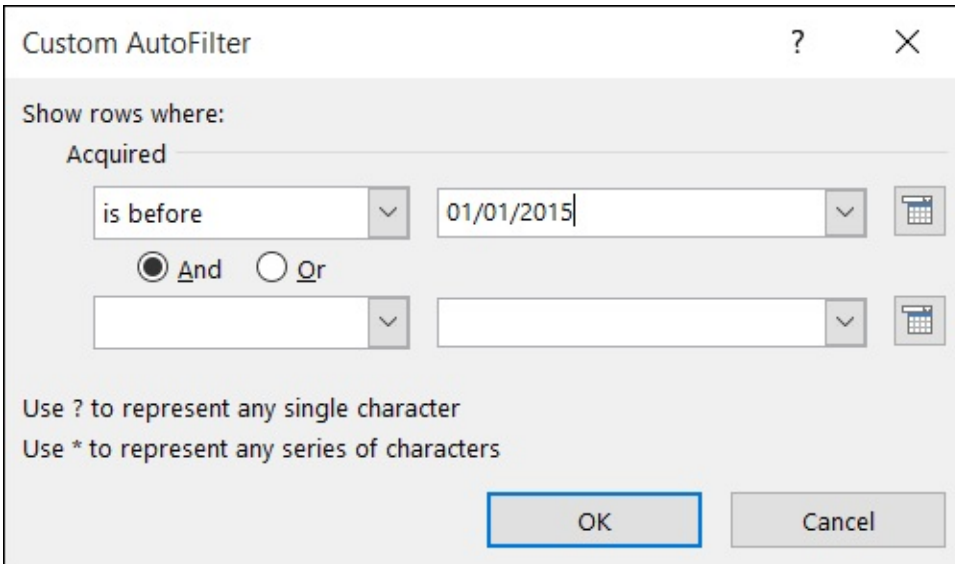 Custom AutoFilter ?
Show rows where:
Acquired
is before 01/01/2015
And Or
Use ? to represent any single character
Use * to represent any series of characters
OK Cancel